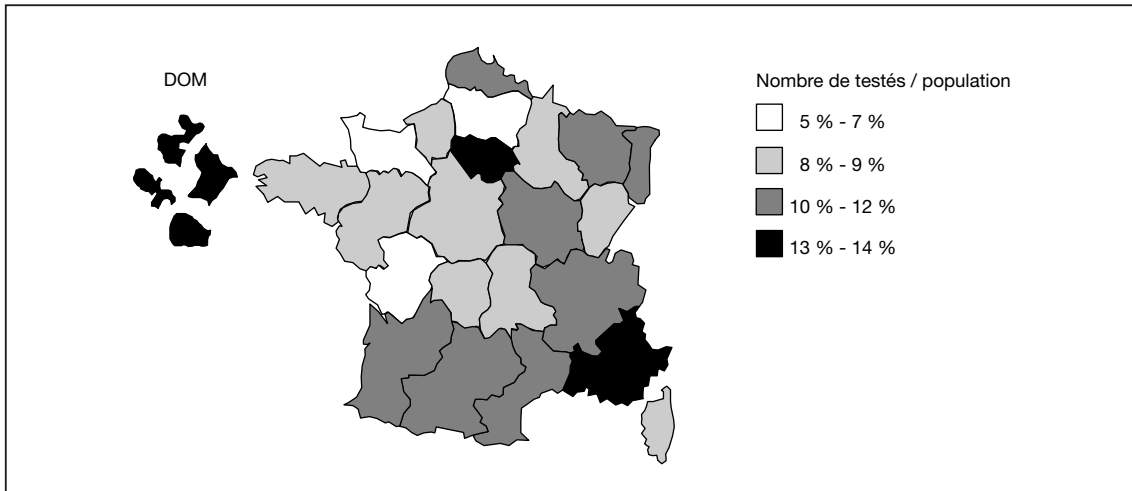 DOM
Nombre de testés / population
5 % - 7 %
8 % - 9 %
10 % - 12 %
13 % - 14 %